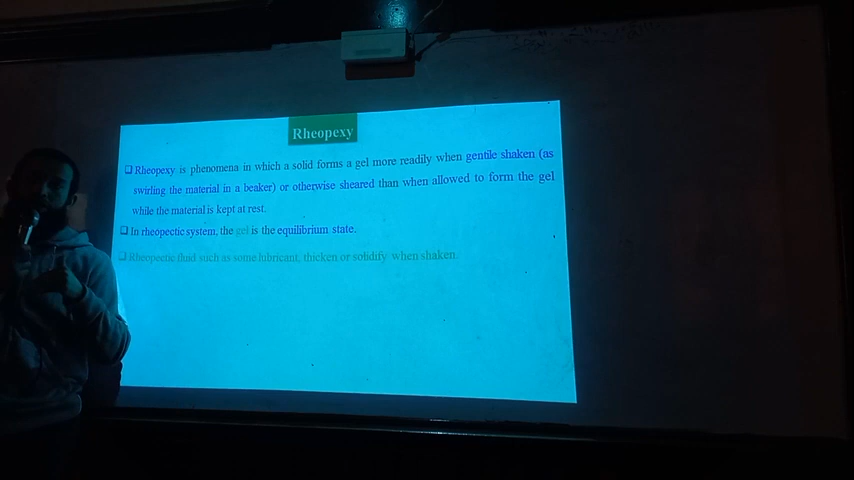 Rheopexy
❑ Rheopexy is phenomena in which a solid forms a gel more readily when gentile shaken (as
swirling the material in a beaker) or otherwise sheared than when allowed to form the gel
while the material is kept at rest.
❑ In rheopectic system, the gel is the equilibrium state.
❑ Rheopectic fluid such as some lubricant, thicken or solidify when shaken.